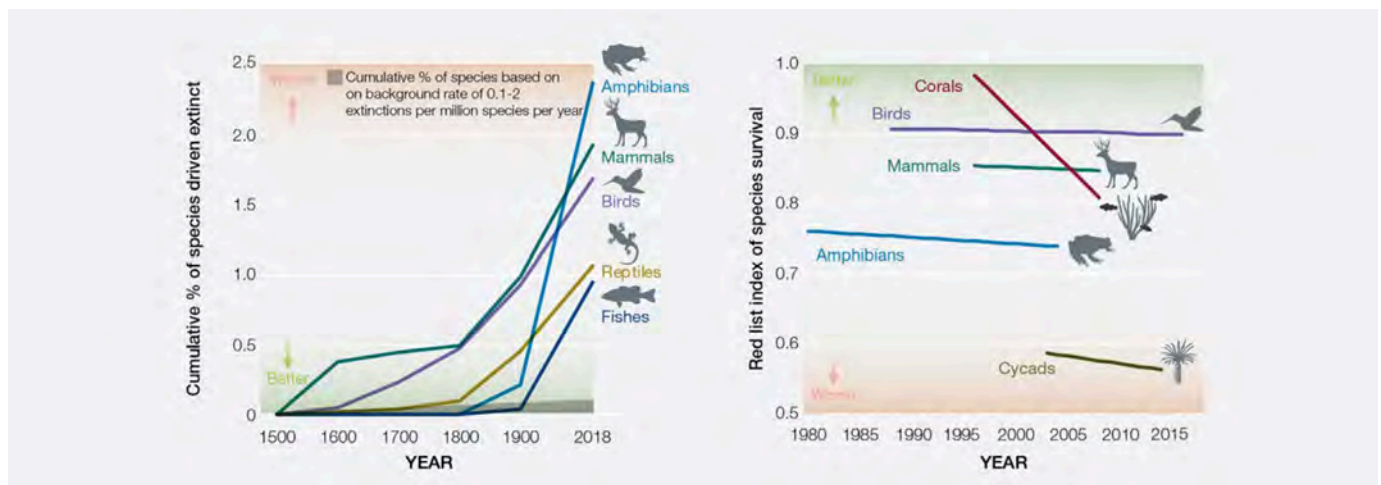 Cumulative % of species driven extinct
2.5
2.0
1.5
1.0
0.5
0
Worse
Cumulative % of species based on
on background rate of 0.1-2
extinctions per million species per year
Better
Amphibians
Mammals
Birds
Reptiles
Fishes
1500 1600 1700 1800 1900 2018
YEAR
Red list index of species survival
1.0
0.9
0.8
0.7
0.6
0.5
Better
Corals
Birds
Mammals
Amphibians
Cycads
Worse
1980 1985 1990 1995 2000 2005 2010 2015
YEAR